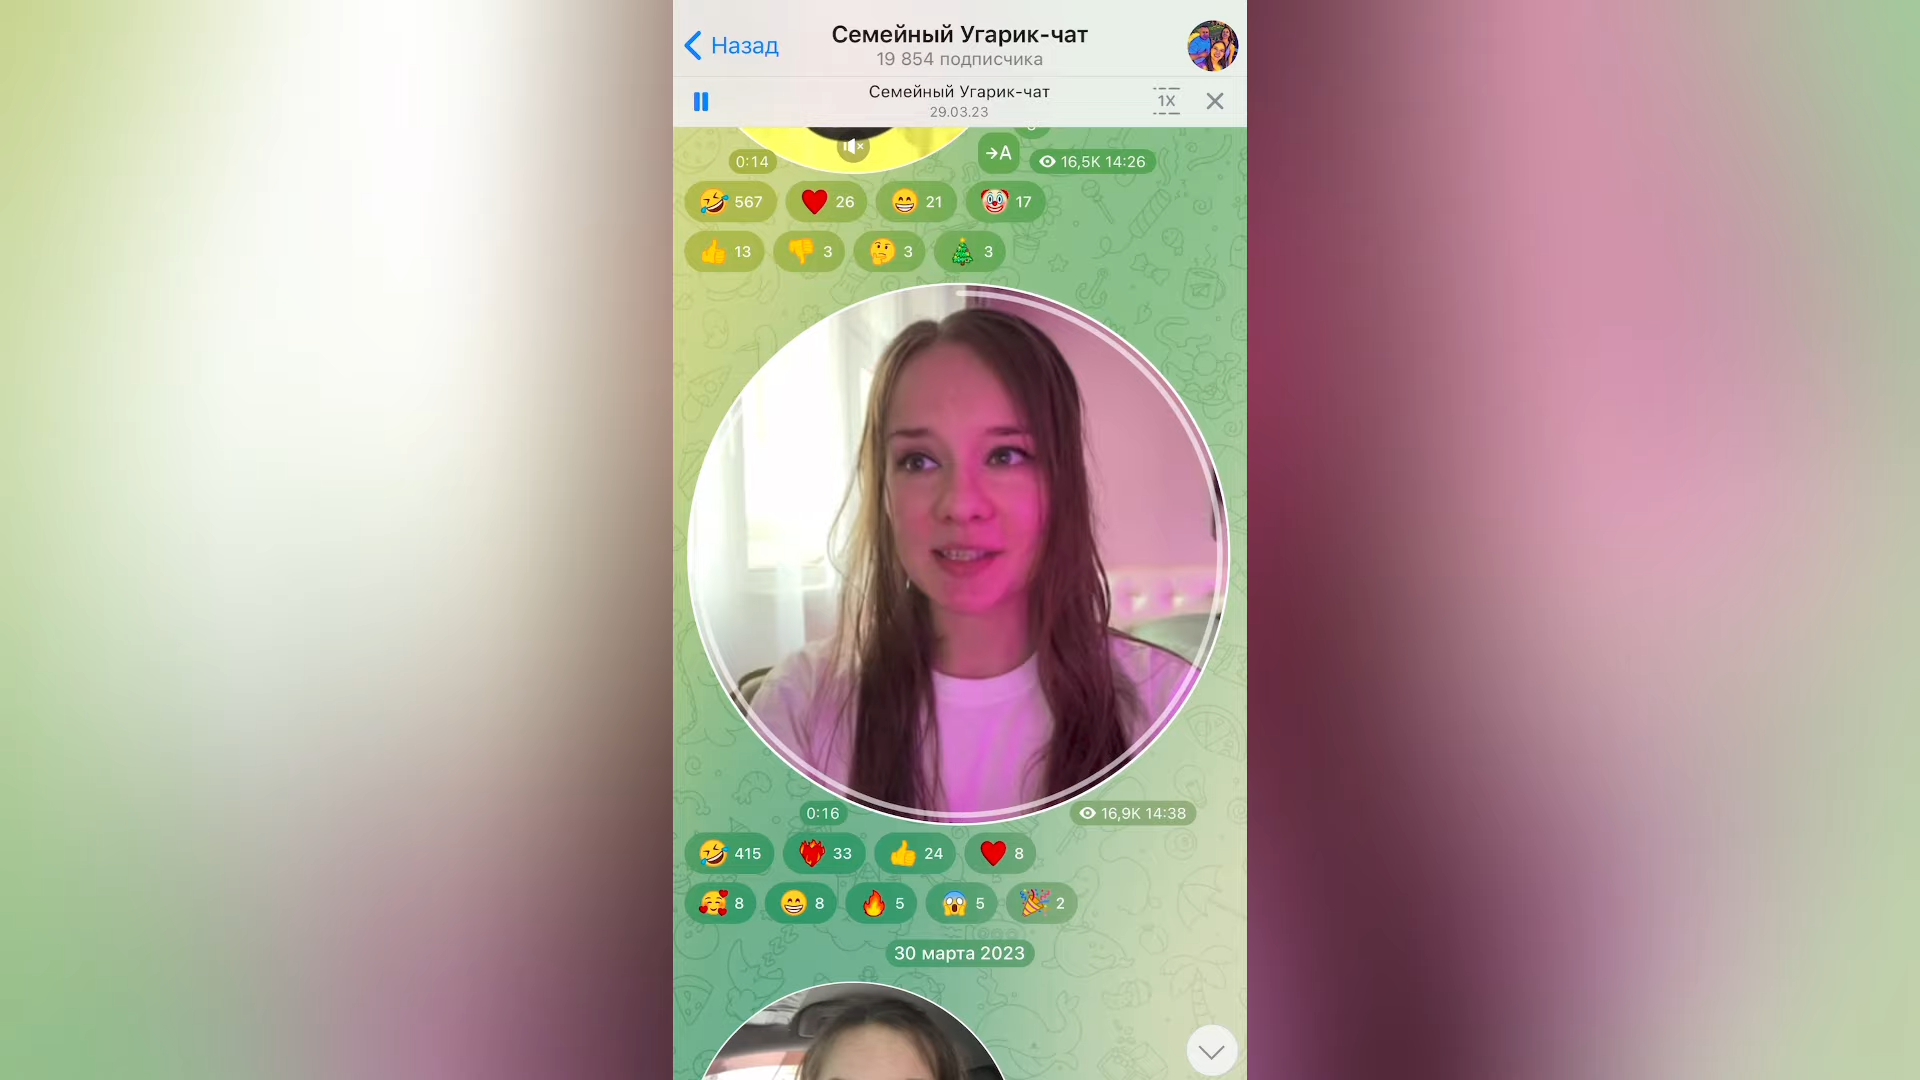 Назад
Семейный Угарик-чат
19 854 подписчика
Семейный Угарик-чат
29.03.23
1X
0:14
→A
16,5K 14:26
567
26
21
17
13
3
3
3
0:16
16,9K 14:38
415
33
24
8
8
8
5
5
2
30 марта 2023